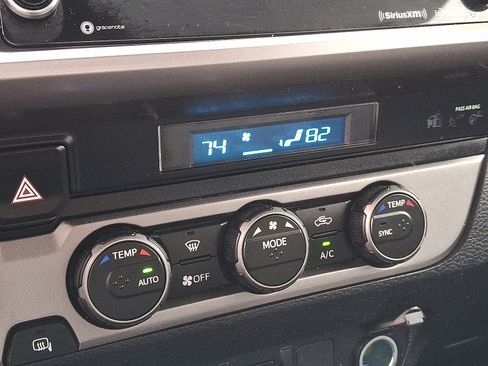 gracenote
SiriusXM
PASS AIR BAG
74 82
TEMP
AUTO
OFF
MODE
A/C
TEMP
SYNC